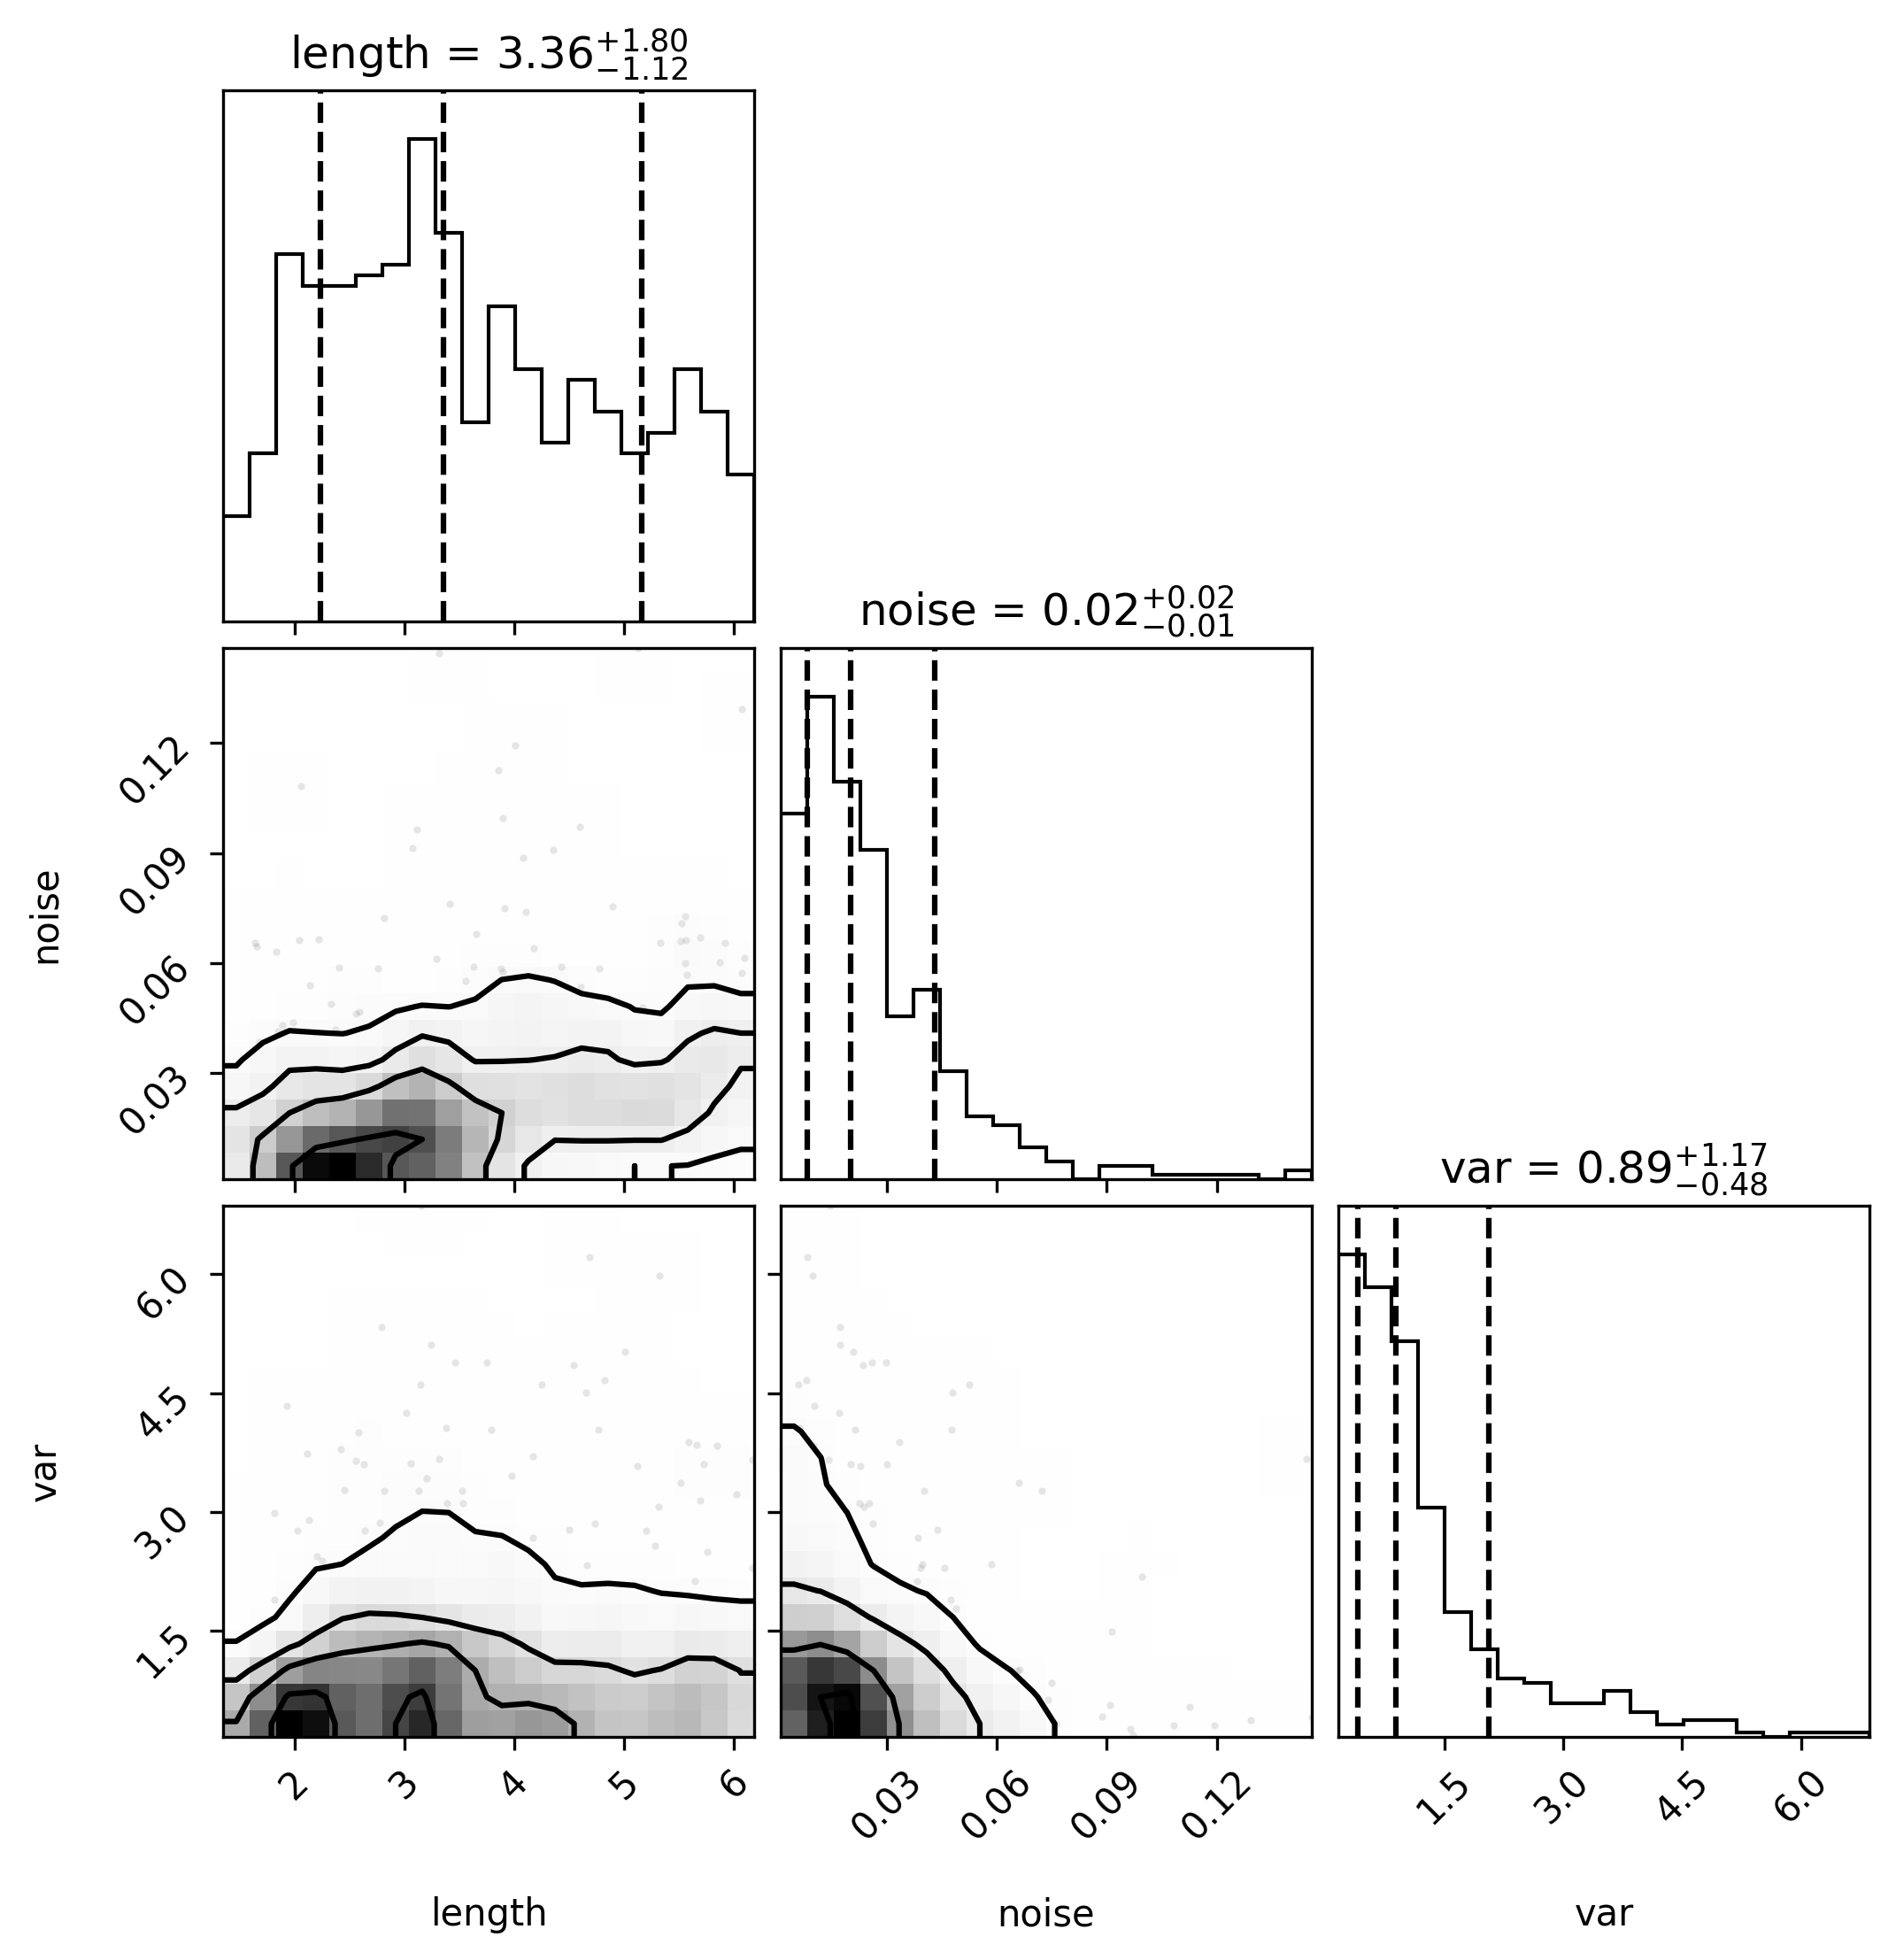 length = 3.36 +1.80 −1.12
noise = 0.02 +0.02 −0.01
0.12
0.09
0.06
0.03
noise
var = 0.89 +1.17 −0.48
6.0
4.5
3.0
1.5
var
2 3 4 5 6
0.03 0.06 0.09 0.12
1.5 3.0 4.5 6.0
length
noise
var